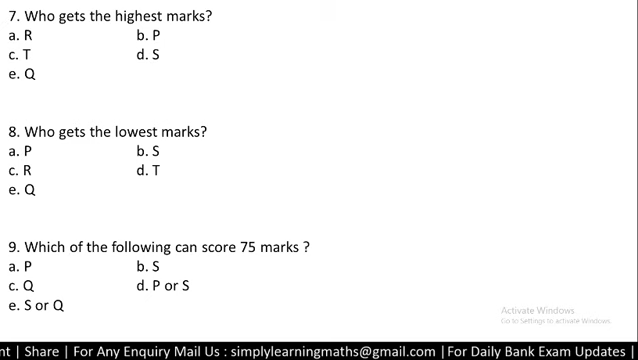 7. Who gets the highest marks?
a. R b. P
c. T d. S
e. Q
8. Who gets the lowest marks?
a. P b. S
c. R d. T
e. Q
9. Which of the following can score 75 marks ?
a. P b. S
c. Q d. P or S
e. S or Q
Activate Windows
Go to Settings to activate Windows.
nt | Share | For Any Enquiry Mail Us : simplylearningmaths@gmail.com |For Daily Bank Exam Updates |